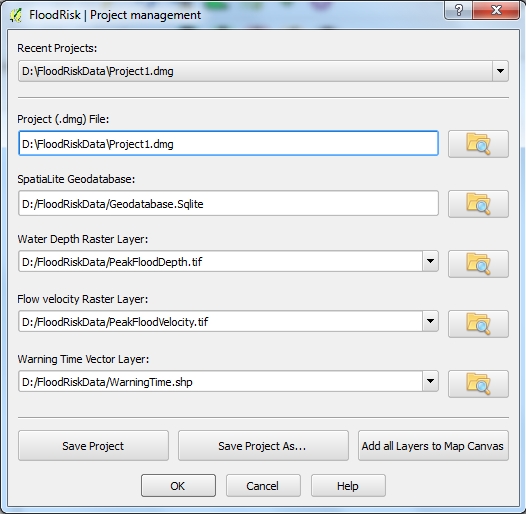 FloodRisk | Project management
Recent Projects:
D:\FloodRiskData\Project1.dmg
Project (.dmg) File:
D:\FloodRiskData\Project1.dmg
SpatiaLite Geodatabase:
D:/FloodRiskData/Geodatabase.Sqlite
Water Depth Raster Layer:
D:/FloodRiskData/PeakFloodDepth.tif
Flow velocity Raster Layer:
D:/FloodRiskData/PeakFloodVelocity.tif
Warning Time Vector Layer:
D:/FloodRiskData/WarningTime.shp
Save Project Save Project As... Add all Layers to Map Canvas
OK Cancel Help